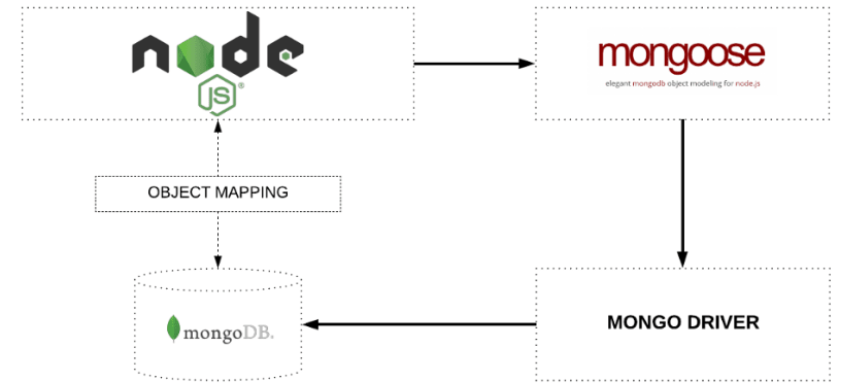 node
JS
mongoose
elegant mongodb object modeling for node.js
OBJECT MAPPING
mongoDB.
MONGO DRIVER